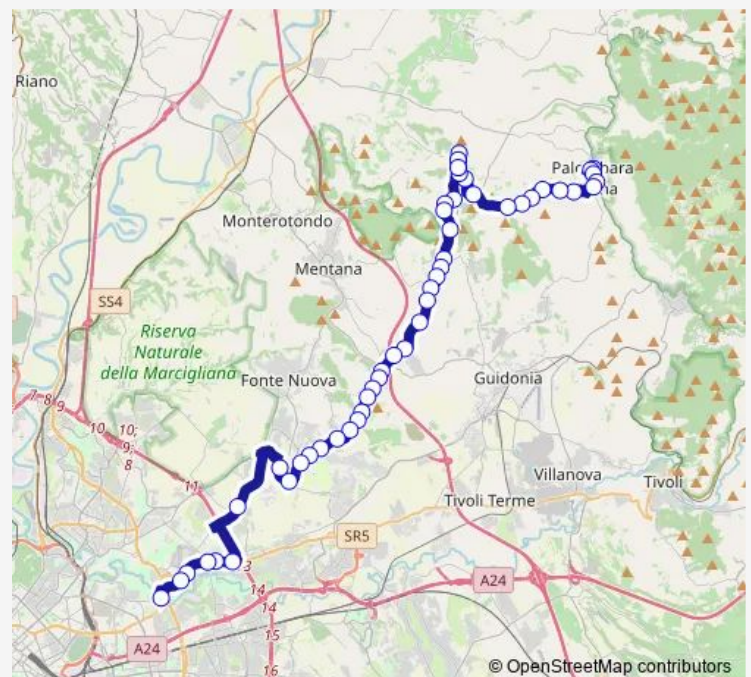 Riano
Palombara
Sabina
Monterotondo
Mentana
SS4
Riserva
Naturale
della Marcigliana
Fonte Nuova
Guidonia
7 8 9
10
10;
9;
8
11
Villanova
Tivoli
Tivoli Terme
SR5
3
14
A24
14
15
A24
16
© OpenStreetMap contributors